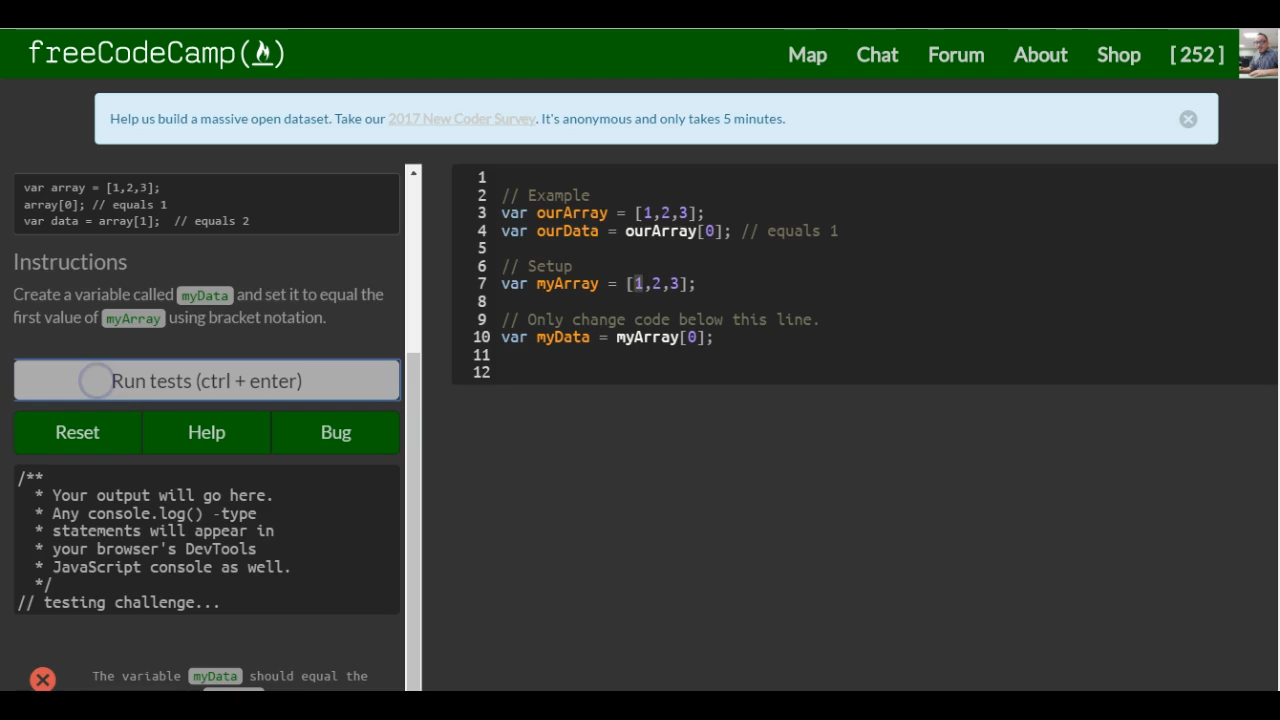 freeCodeCamp
Map Chat Forum About Shop [ 252 ]
Help us build a massive open dataset. Take our 2017 New Coder Survey. It's anonymous and only takes 5 minutes.
var array = [1,2,3];
array[0]; // equals 1
var data = array[1];  // equals 2
Instructions
Create a variable called myData and set it to equal the
first value of myArray using bracket notation.
Run tests (ctrl + enter)
Reset Help Bug
/**
* Your output will go here.
* Any console.log() -type
* statements will appear in
* your browser's DevTools
* JavaScript console as well.
*/
// testing challenge...
The variable myData should equal the
1
2 // Example
3 var ourArray = [1,2,3];
4 var ourData = ourArray[0]; // equals 1
5
6 // Setup
7 var myArray = [1,2,3];
8
9 // Only change code below this line.
10 var myData = myArray[0];
11
12